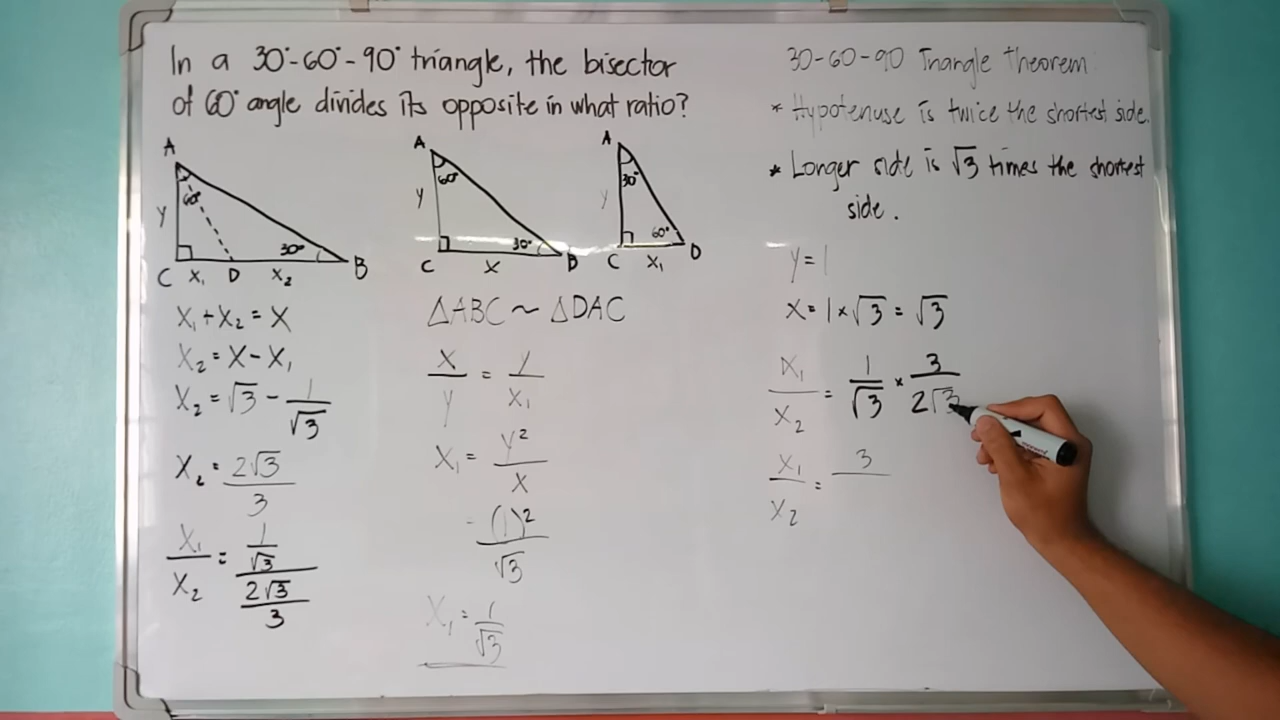 In a 30°-60°-90° triangle, the bisector
of 60° angle divides its opposite in what ratio?
A
60°
y
30°
C x₁ D x₂ B
x₁ + x₂ = x
x₂ = x - x₁
x₂ = √3 - 1/√3
x₂ = 2√3/3
x₁/x₂ = (1/√3)/(2√3/3)
A
60°
y
30°
C x B
A
30°
y
60°
C x₁ D
△ABC ~ △DAC
x/y = y/x₁
x₁ = y²/x
= (1)²/√3
x₁ = 1/√3
30-60-90 Triangle Theorem:
* Hypotenuse is twice the shortest side.
* Longer side is √3 times the shortest
side.
y = 1
x = 1 × √3 = √3
x₁/x₂ = 1/√3 × 3/2√3
x₁/x₂ = 3